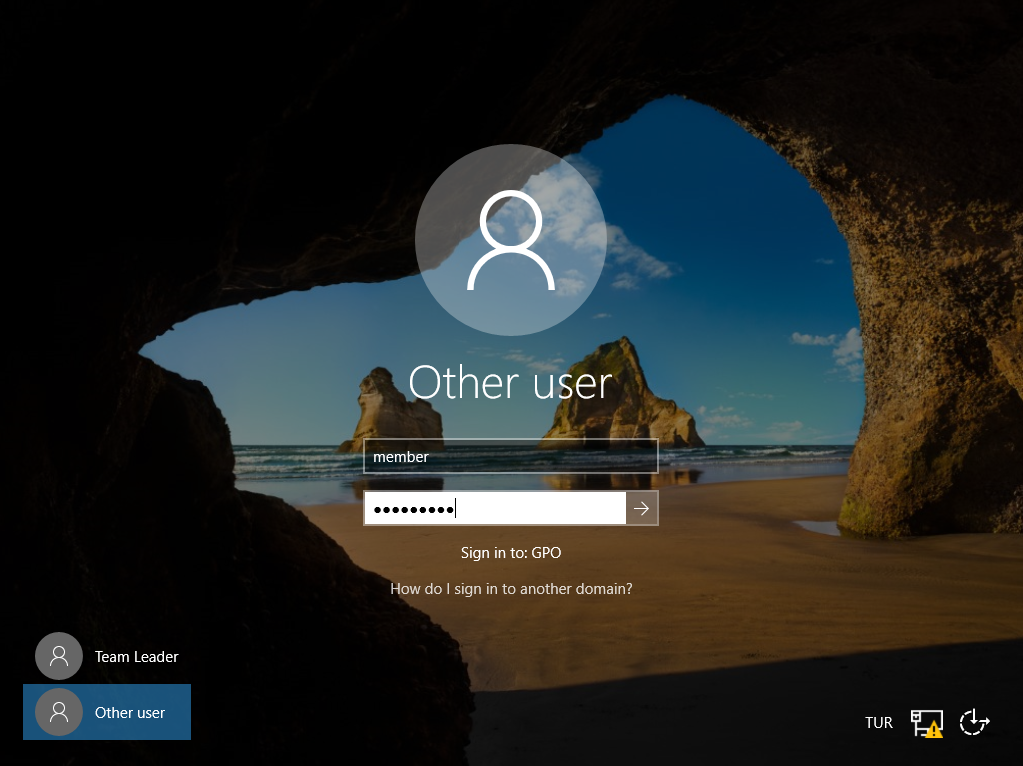 Other user
member
●●●●●●●●●
Sign in to: GPO
How do I sign in to another domain?
Team Leader
Other user
TUR